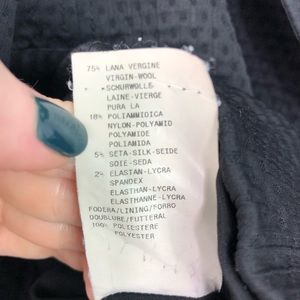 75% LANA VERGINE
VIRGIN-WOOL
SCHURWOLLE
LAINE-VIERGE
PURA LA
18% POLIAMMIDICA
NYLON-POLYAMID
POLYAMIDE
POLIAMIDA
5% SETA-SILK-SEIDE
SOIE-SEDA
2% ELASTAN-LYCRA
SPANDEX
ELASTHAN-LYCRA
ELASTHANNE-LYCRA
FODERA/LINING/FORRO
DOUBLURE/FUTTERAL
100% POLIESTERE
POLYESTER